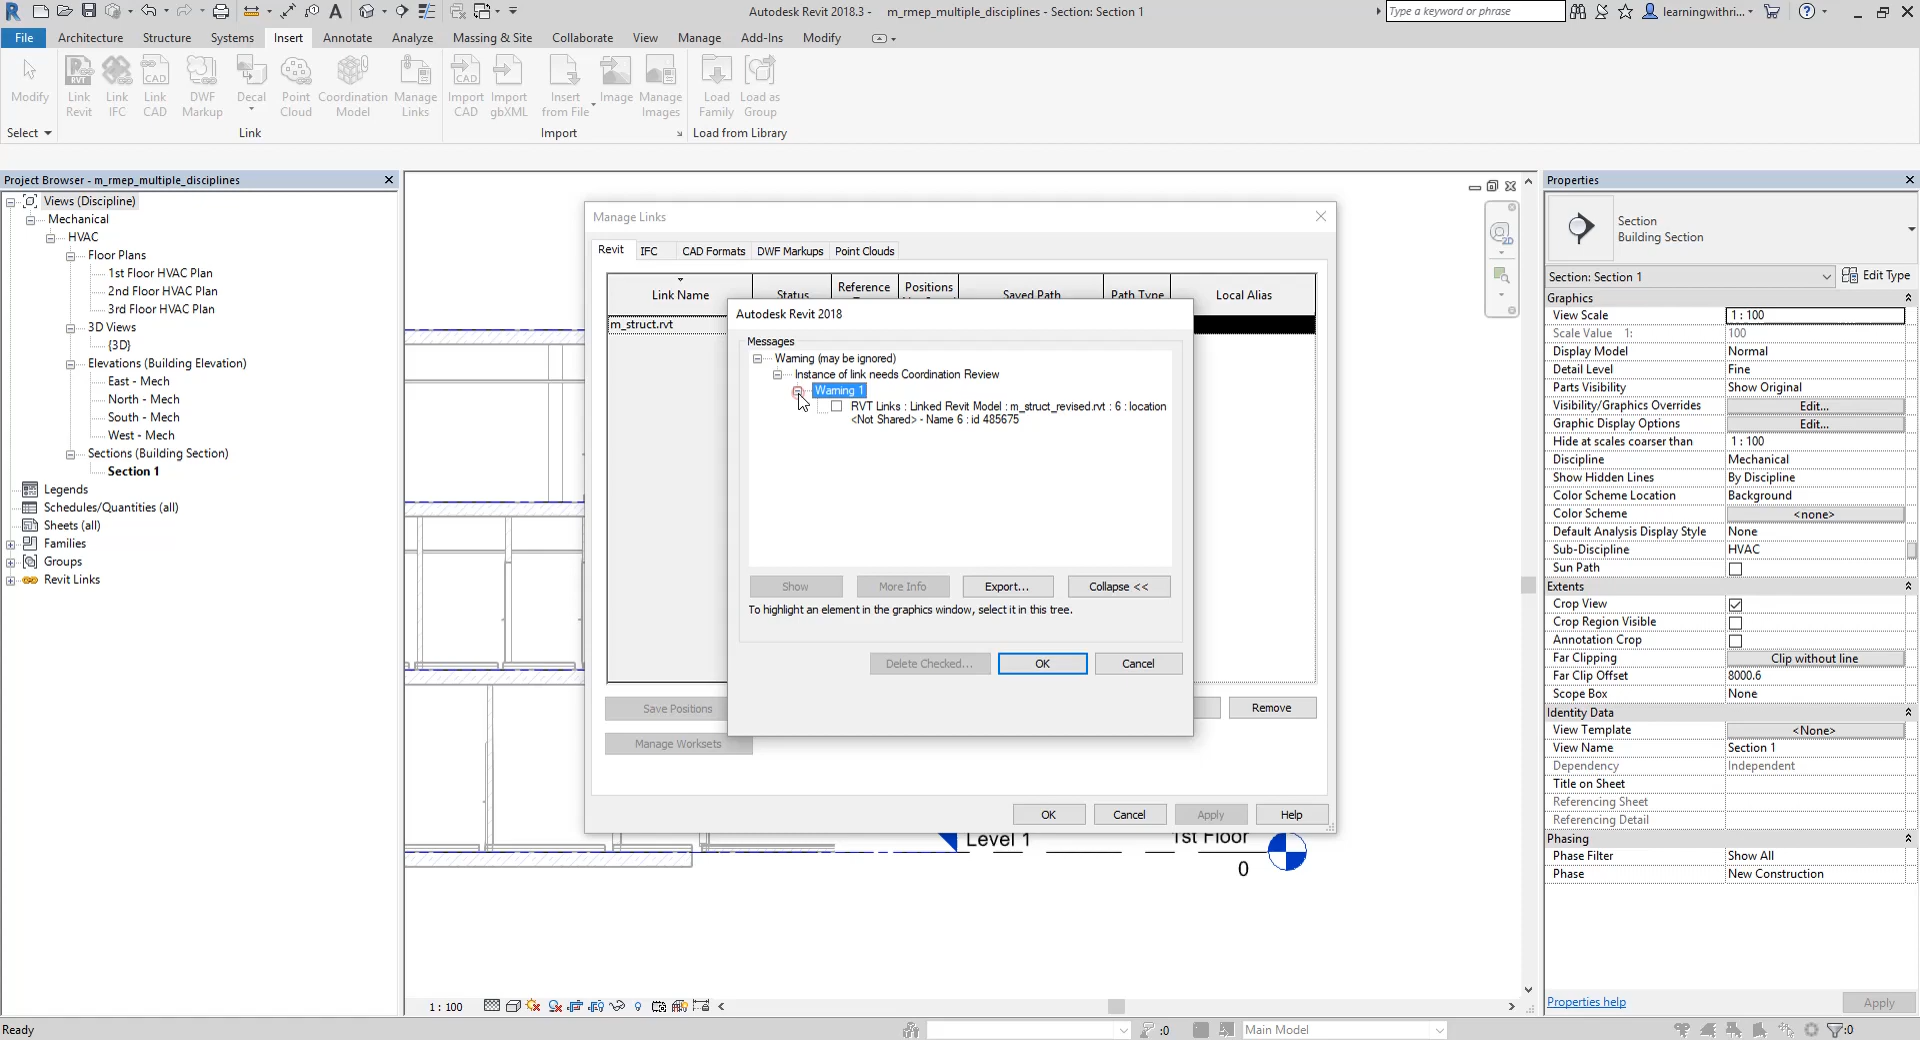 Autodesk Revit 2018.3 -    m_rmep_multiple_disciplines - Section: Section 1
Type a keyword or phrase
learningwithri...
File
Architecture
Structure
Systems
Insert
Annotate
Analyze
Massing & Site
Collaborate
View
Manage
Add-Ins
Modify
Modify
Link Revit
Link IFC
Link CAD
DWF Markup
Decal
Point Cloud
Coordination Model
Manage Links
Import CAD
Import gbXML
Insert from File
Image
Manage Images
Load Family
Load as Group
Select
Link
Import
Load from Library
Project Browser - m_rmep_multiple_disciplines
Views (Discipline)
Mechanical
HVAC
Floor Plans
1st Floor HVAC Plan
2nd Floor HVAC Plan
3rd Floor HVAC Plan
3D Views
{3D}
Elevations (Building Elevation)
East - Mech
North - Mech
South - Mech
West - Mech
Sections (Building Section)
Section 1
Legends
Schedules/Quantities (all)
Sheets (all)
Families
Groups
Revit Links
Manage Links
Revit
IFC
CAD Formats
DWF Markups
Point Clouds
Link Name
Status
Reference
Positions
Saved Path
Path Type
Local Alias
m_struct.rvt
Autodesk Revit 2018
Messages
Warning (may be ignored)
Instance of link needs Coordination Review
Warning 1
RVT Links : Linked Revit Model : m_struct_revised.rvt : 6 : location
<Not Shared> - Name 6 : id 485675
Show
More Info
Export...
Collapse <<
To highlight an element in the graphics window, select it in this tree.
Delete Checked...
OK
Cancel
Save Positions
Remove
Manage Worksets
OK
Cancel
Apply
Help
Level 1
1st Floor
0
2D
Properties
Section
Building Section
Section: Section 1
Edit Type
Graphics
View Scale 1 : 100
Scale Value 1: 100
Display Model Normal
Detail Level Fine
Parts Visibility Show Original
Visibility/Graphics Overrides Edit...
Graphic Display Options Edit...
Hide at scales coarser than 1 : 100
Discipline Mechanical
Show Hidden Lines By Discipline
Color Scheme Location Background
Color Scheme <none>
Default Analysis Display Style None
Sub-Discipline HVAC
Sun Path
Extents
Crop View
Crop Region Visible
Annotation Crop
Far Clipping Clip without line
Far Clip Offset 8000.6
Scope Box None
Identity Data
View Template <None>
View Name Section 1
Dependency Independent
Title on Sheet
Referencing Sheet
Referencing Detail
Phasing
Phase Filter Show All
Phase New Construction
Properties help
Apply
1 : 100
Ready
:0
Main Model
:0